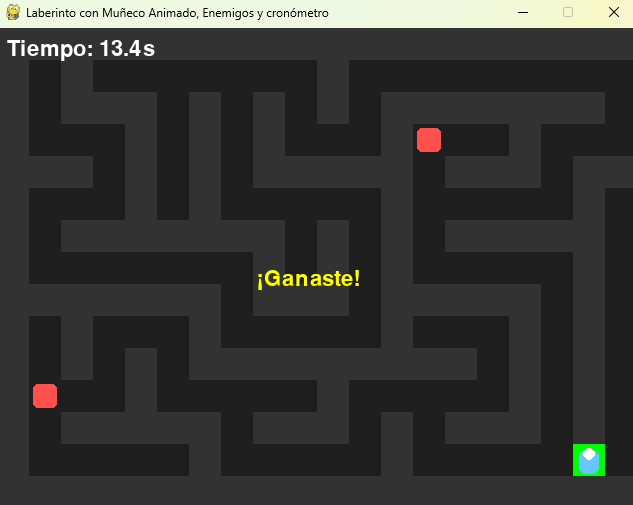 Laberinto con Muñeco Animado, Enemigos y cronómetro
Tiempo: 13.4s
¡Ganaste!